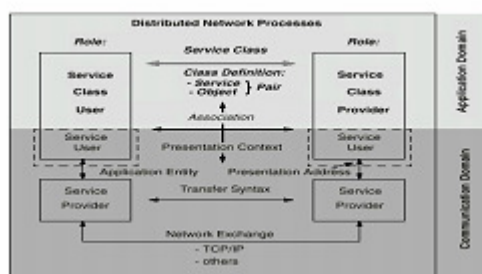 Distributed Network Processes
Role:
Service Class
Role:
Service
Class
User
Class Definition:
- Service
- Object
} Pair
Service
Class
Provider
Association
Service
User
Presentation Context
Service
User
Application Entity
Presentation Address
Service
Provider
Transfer Syntax
Service
Provider
Network Exchange
- TCP/IP
- others
Application Domain
Communication Domain